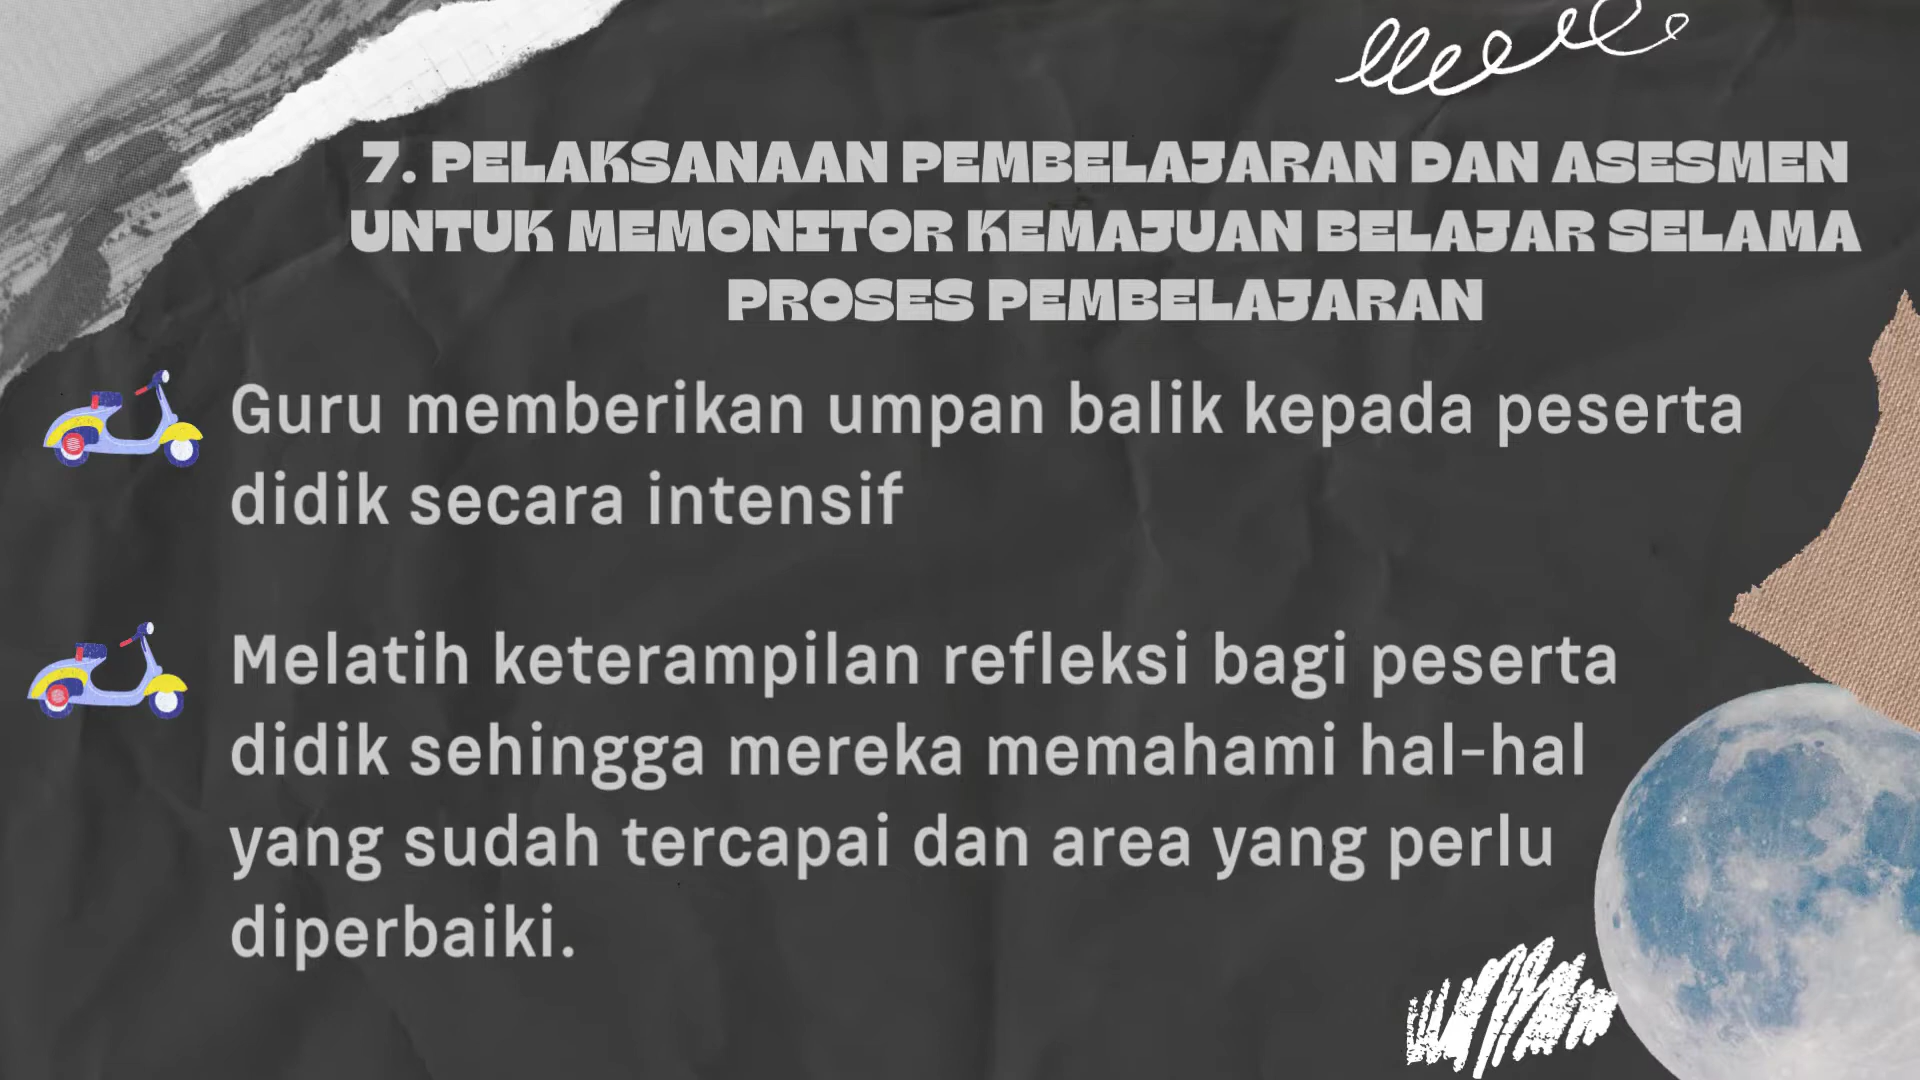 7. PELAKSANAAN PEMBELAJARAN DAN ASESMEN
UNTUK MEMONITOR KEMAJUAN BELAJAR SELAMA
PROSES PEMBELAJARAN
Guru memberikan umpan balik kepada peserta
didik secara intensif
Melatih keterampilan refleksi bagi peserta
didik sehingga mereka memahami hal-hal
yang sudah tercapai dan area yang perlu
diperbaiki.